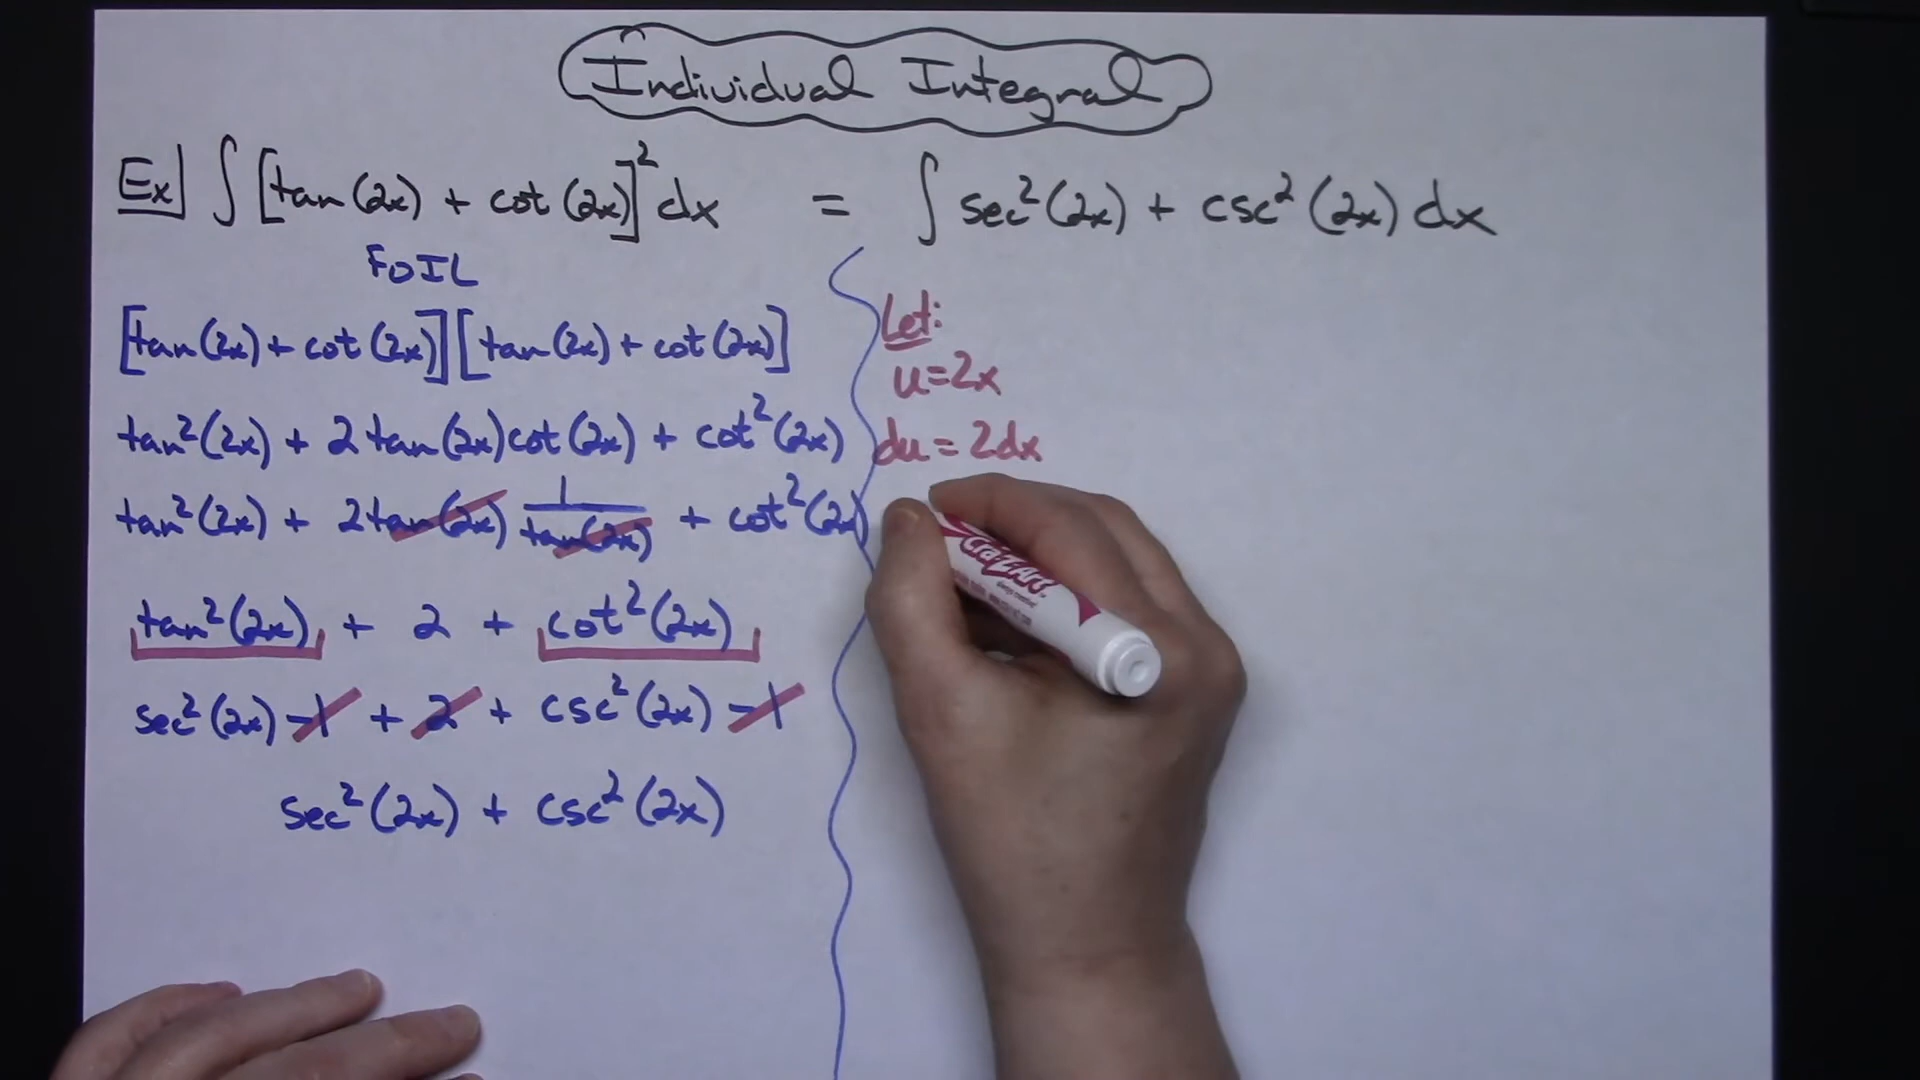 Individual Integral
Ex] ∫ [tan(2x) + cot(2x)]² dx = ∫ sec²(2x) + csc²(2x) dx
FOIL
[tan(2x) + cot(2x)][tan(2x) + cot(2x)]
tan²(2x) + 2tan(2x)cot(2x) + cot²(2x)
tan²(2x) + 2tan(2x) 1/tan(2x) + cot²(2x)
tan²(2x) + 2 + cot²(2x)
sec²(2x) -1 + 2 + csc²(2x) -1
sec²(2x) + csc²(2x)
Let:
u=2x
du = 2dx
Cra-Z-Art